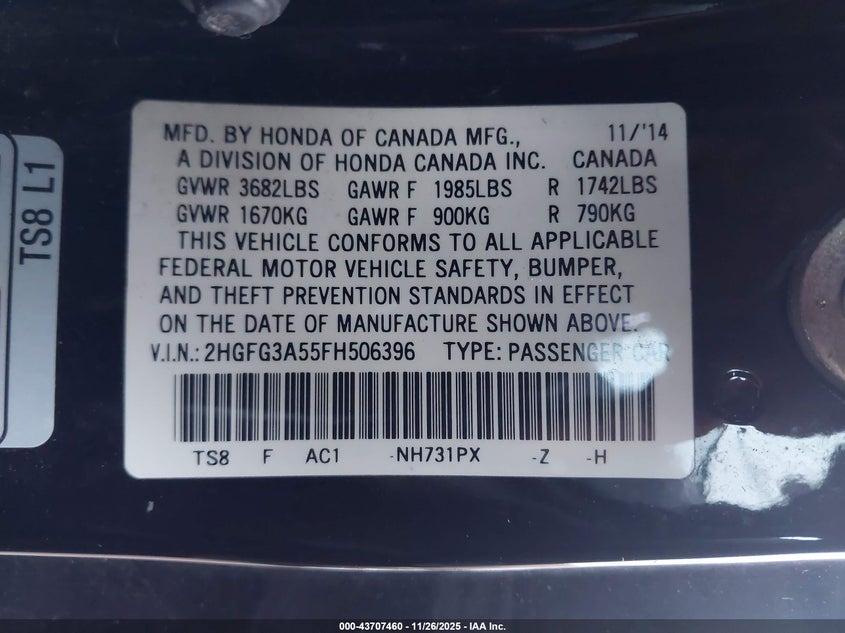 MFD. BY HONDA OF CANADA MFG., 11/'14
A DIVISION OF HONDA CANADA INC. CANADA
GVWR 3682LBS GAWR F 1985LBS R 1742LBS
GVWR 1670KG GAWR F 900KG R 790KG
THIS VEHICLE CONFORMS TO ALL APPLICABLE
FEDERAL MOTOR VEHICLE SAFETY, BUMPER,
AND THEFT PREVENTION STANDARDS IN EFFECT
ON THE DATE OF MANUFACTURE SHOWN ABOVE.
V.I.N.: 2HGFG3A55FH506396 TYPE: PASSENGER CAR
TS8 F AC1 -NH731PX -Z -H
TS8 L1
000-43707460 - 11/26/2025 - IAA Inc.